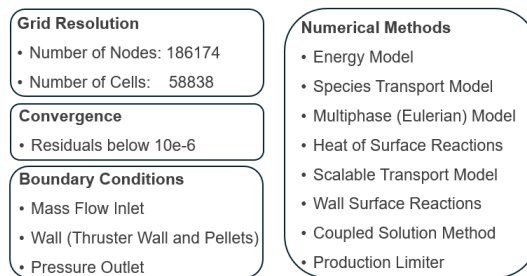 Grid Resolution
• Number of Nodes: 186174
• Number of Cells: 58838
Convergence
• Residuals below 10e-6
Boundary Conditions
• Mass Flow Inlet
• Wall (Thruster Wall and Pellets)
• Pressure Outlet
Numerical Methods
• Energy Model
• Species Transport Model
• Multiphase (Eulerian) Model
• Heat of Surface Reactions
• Scalable Transport Model
• Wall Surface Reactions
• Coupled Solution Method
• Production Limiter